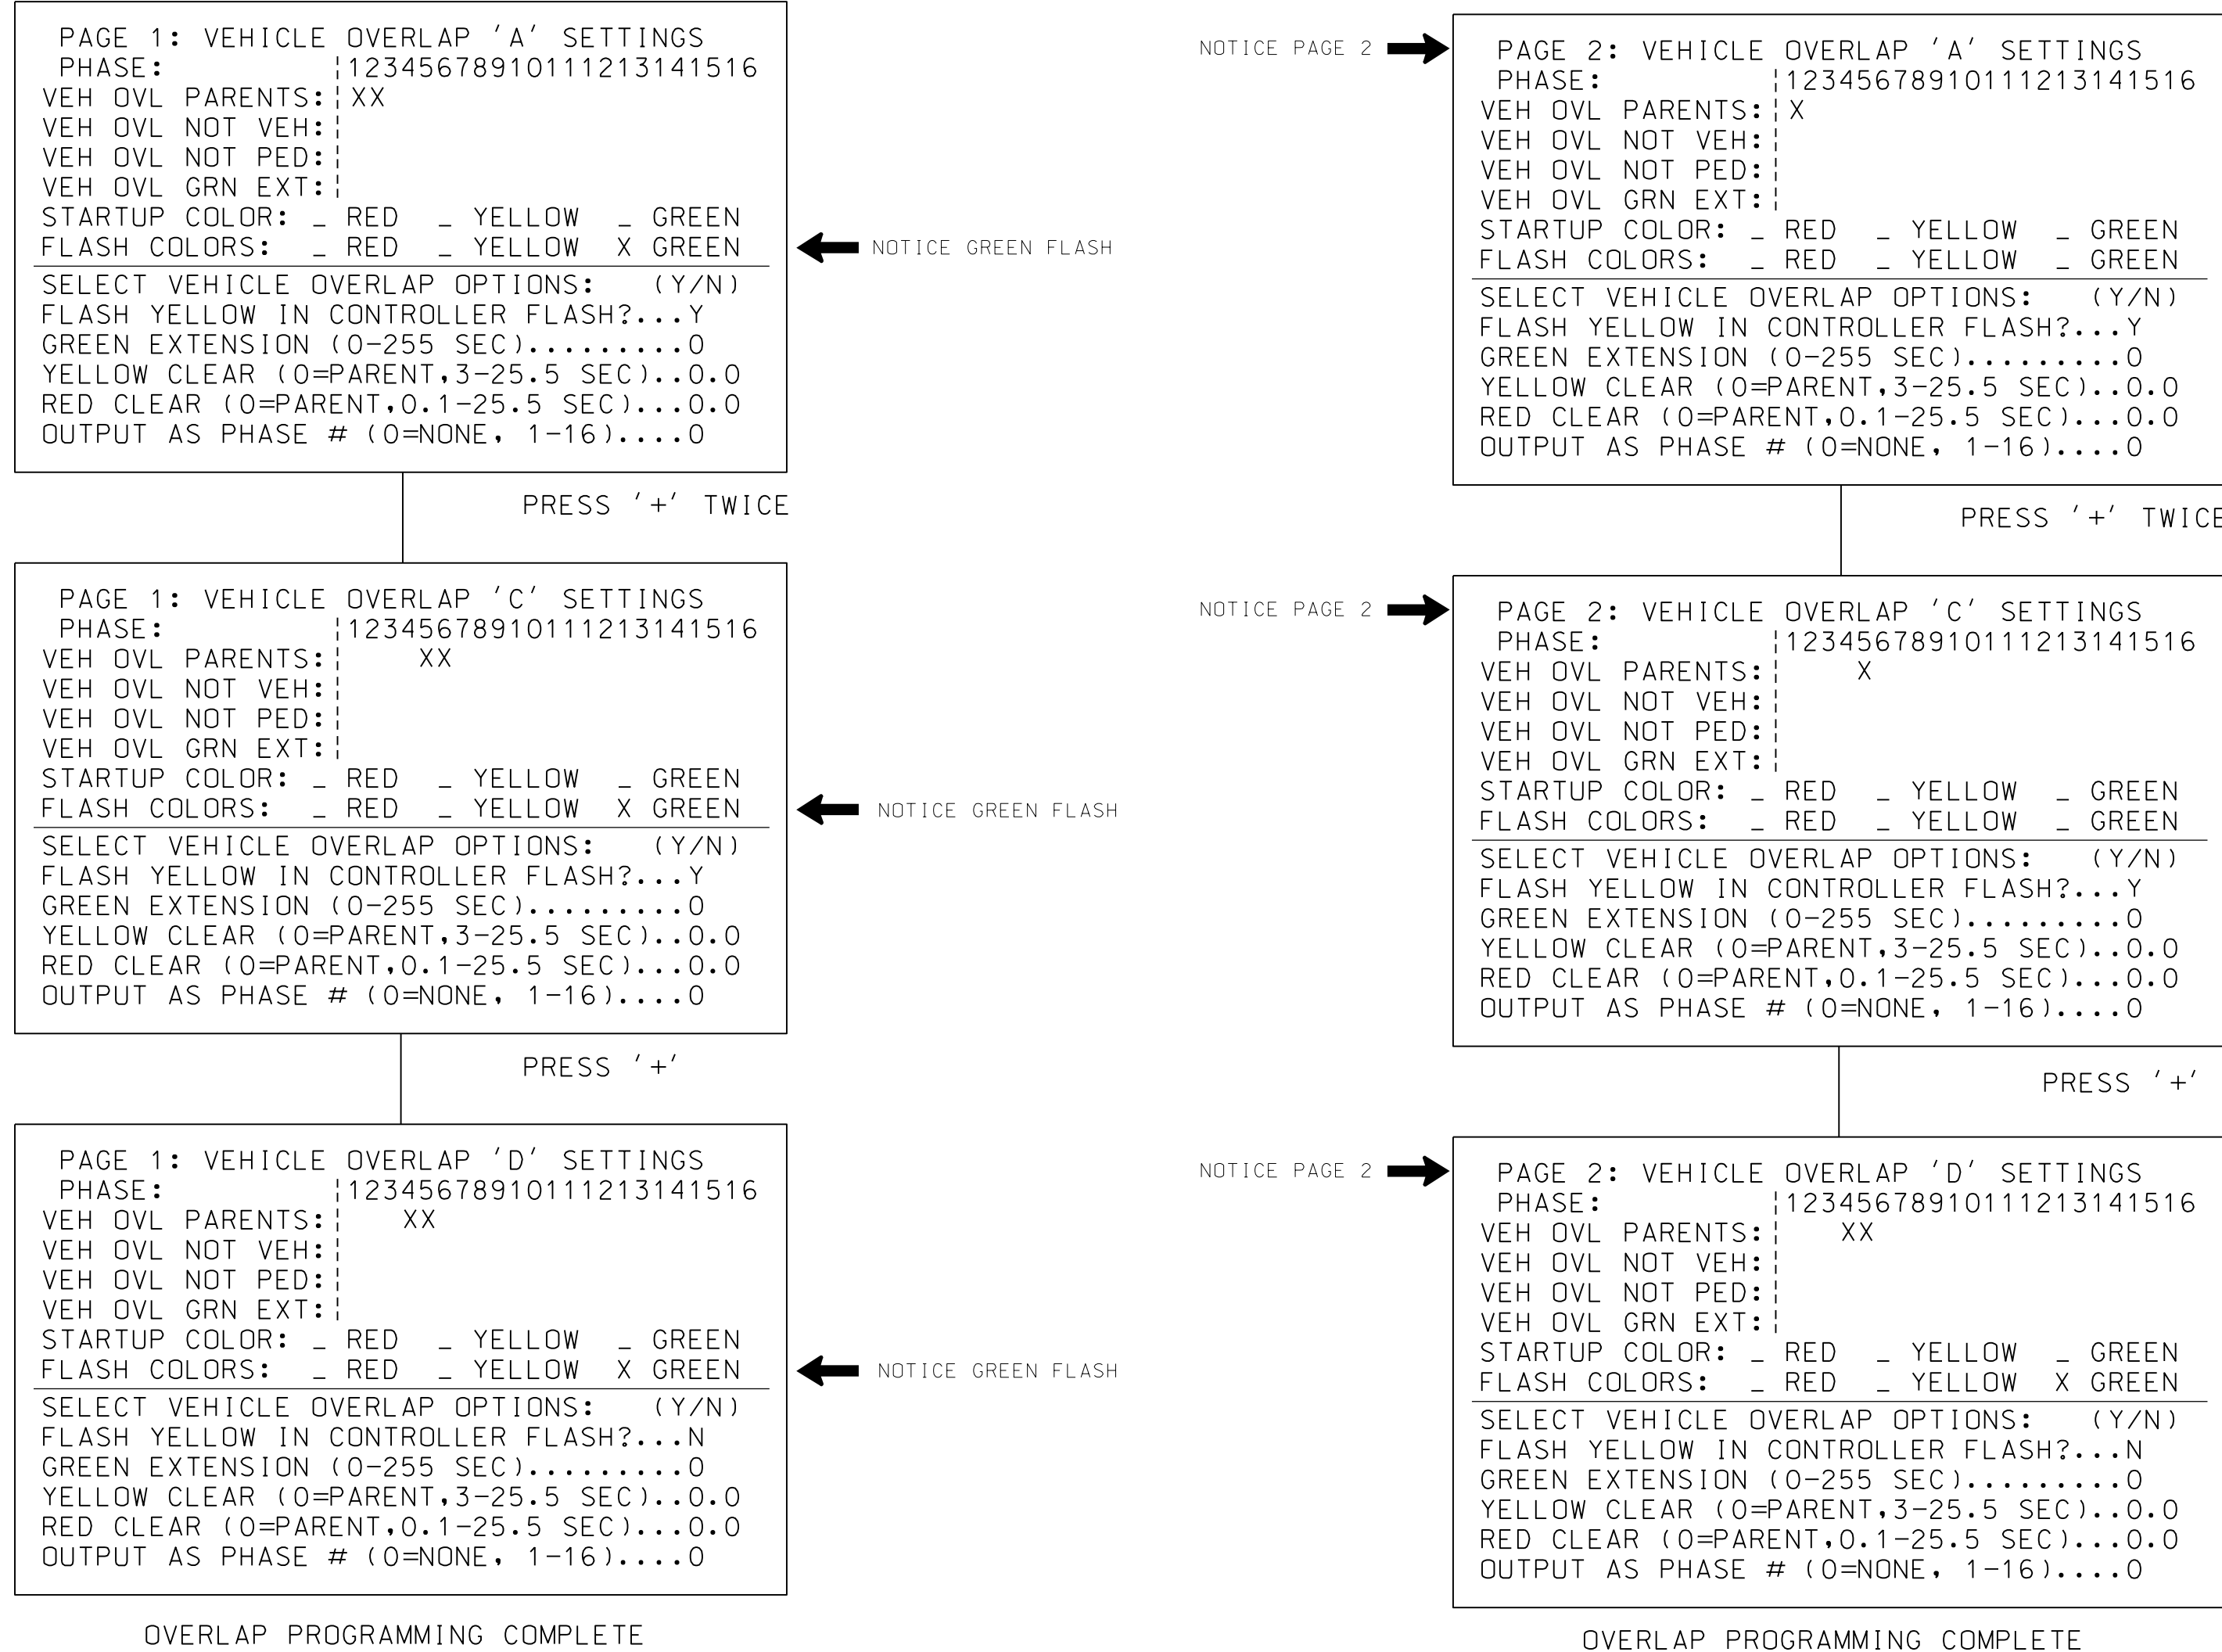 PAGE 1: VEHICLE OVERLAP 'A' SETTINGS
PHASE: |12345678910111213141516
VEH OVL PARENTS:|XX
VEH OVL NOT VEH:|
VEH OVL NOT PED:|
VEH OVL GRN EXT:|
STARTUP COLOR: _ RED _ YELLOW _ GREEN
FLASH COLORS: _ RED _ YELLOW X GREEN
NOTICE GREEN FLASH
SELECT VEHICLE OVERLAP OPTIONS: (Y/N)
FLASH YELLOW IN CONTROLLER FLASH?...Y
GREEN EXTENSION (0-255 SEC).........0
YELLOW CLEAR (0=PARENT,3-25.5 SEC)..0.0
RED CLEAR (0=PARENT,0.1-25.5 SEC)...0.0
OUTPUT AS PHASE # (0=NONE, 1-16)....0
PRESS '+' TWICE
PAGE 1: VEHICLE OVERLAP 'C' SETTINGS
PHASE: |12345678910111213141516
VEH OVL PARENTS:|    XX
VEH OVL NOT VEH:|
VEH OVL NOT PED:|
VEH OVL GRN EXT:|
STARTUP COLOR: _ RED _ YELLOW _ GREEN
FLASH COLORS: _ RED _ YELLOW X GREEN
NOTICE GREEN FLASH
SELECT VEHICLE OVERLAP OPTIONS: (Y/N)
FLASH YELLOW IN CONTROLLER FLASH?...Y
GREEN EXTENSION (0-255 SEC).........0
YELLOW CLEAR (0=PARENT,3-25.5 SEC)..0.0
RED CLEAR (0=PARENT,0.1-25.5 SEC)...0.0
OUTPUT AS PHASE # (0=NONE, 1-16)....0
PRESS '+'
PAGE 1: VEHICLE OVERLAP 'D' SETTINGS
PHASE: |12345678910111213141516
VEH OVL PARENTS:|   XX
VEH OVL NOT VEH:|
VEH OVL NOT PED:|
VEH OVL GRN EXT:|
STARTUP COLOR: _ RED _ YELLOW _ GREEN
FLASH COLORS: _ RED _ YELLOW X GREEN
NOTICE GREEN FLASH
SELECT VEHICLE OVERLAP OPTIONS: (Y/N)
FLASH YELLOW IN CONTROLLER FLASH?...N
GREEN EXTENSION (0-255 SEC).........0
YELLOW CLEAR (0=PARENT,3-25.5 SEC)..0.0
RED CLEAR (0=PARENT,0.1-25.5 SEC)...0.0
OUTPUT AS PHASE # (0=NONE, 1-16)....0
OVERLAP PROGRAMMING COMPLETE
NOTICE PAGE 2
PAGE 2: VEHICLE OVERLAP 'A' SETTINGS
PHASE: |12345678910111213141516
VEH OVL PARENTS:|X
VEH OVL NOT VEH:|
VEH OVL NOT PED:|
VEH OVL GRN EXT:|
STARTUP COLOR: _ RED _ YELLOW _ GREEN
FLASH COLORS: _ RED _ YELLOW _ GREEN
SELECT VEHICLE OVERLAP OPTIONS: (Y/N)
FLASH YELLOW IN CONTROLLER FLASH?...Y
GREEN EXTENSION (0-255 SEC).........0
YELLOW CLEAR (0=PARENT,3-25.5 SEC)..0.0
RED CLEAR (0=PARENT,0.1-25.5 SEC)...0.0
OUTPUT AS PHASE # (0=NONE, 1-16)....0
PRESS '+' TWICE
NOTICE PAGE 2
PAGE 2: VEHICLE OVERLAP 'C' SETTINGS
PHASE: |12345678910111213141516
VEH OVL PARENTS:|    X
VEH OVL NOT VEH:|
VEH OVL NOT PED:|
VEH OVL GRN EXT:|
STARTUP COLOR: _ RED _ YELLOW _ GREEN
FLASH COLORS: _ RED _ YELLOW _ GREEN
SELECT VEHICLE OVERLAP OPTIONS: (Y/N)
FLASH YELLOW IN CONTROLLER FLASH?...Y
GREEN EXTENSION (0-255 SEC).........0
YELLOW CLEAR (0=PARENT,3-25.5 SEC)..0.0
RED CLEAR (0=PARENT,0.1-25.5 SEC)...0.0
OUTPUT AS PHASE # (0=NONE, 1-16)....0
PRESS '+'
NOTICE PAGE 2
PAGE 2: VEHICLE OVERLAP 'D' SETTINGS
PHASE: |12345678910111213141516
VEH OVL PARENTS:|   XX
VEH OVL NOT VEH:|
VEH OVL NOT PED:|
VEH OVL GRN EXT:|
STARTUP COLOR: _ RED _ YELLOW _ GREEN
FLASH COLORS: _ RED _ YELLOW X GREEN
SELECT VEHICLE OVERLAP OPTIONS: (Y/N)
FLASH YELLOW IN CONTROLLER FLASH?...N
GREEN EXTENSION (0-255 SEC).........0
YELLOW CLEAR (0=PARENT,3-25.5 SEC)..0.0
RED CLEAR (0=PARENT,0.1-25.5 SEC)...0.0
OUTPUT AS PHASE # (0=NONE, 1-16)....0
OVERLAP PROGRAMMING COMPLETE